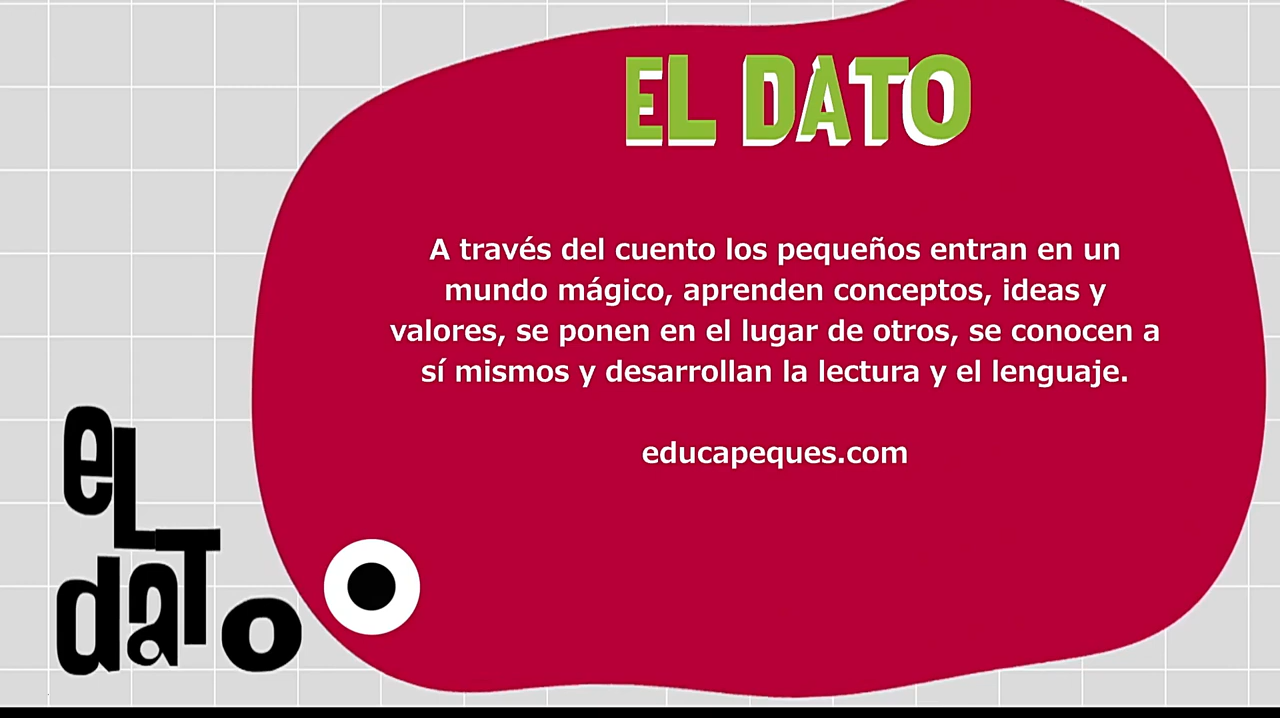 EL DATO
A través del cuento los pequeños entran en un
mundo mágico, aprenden conceptos, ideas y
valores, se ponen en el lugar de otros, se conocen a
sí mismos y desarrollan la lectura y el lenguaje.
educapeques.com
eL
daTo